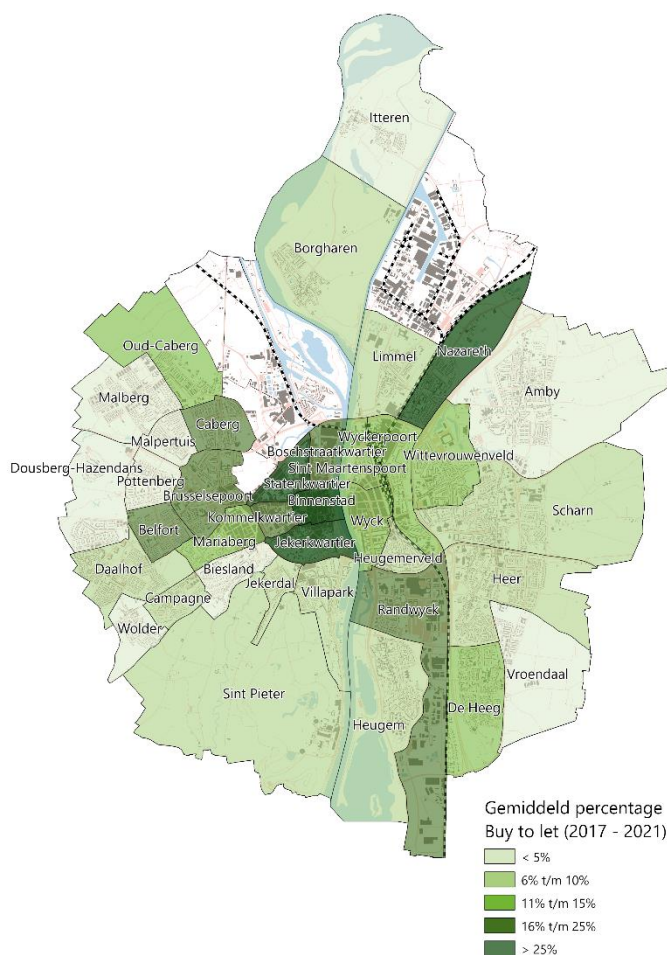 Itteren
Borgharen
Oud-Caberg
Limmel
Nazareth
Malberg
Amby
Caberg
Malpertuis
Wyckerpoort
Boschstraatkwartier
Wittevrouwenveld
Dousberg-Hazendans
Sint Maartenspoort
Pottenberg
Statenkwartier
Brusselsepoort
Binnenstad
Scharn
Kommelkwartier
Wyck
Belfort
Mariaberg
Jekerkwartier
Heugemerveld
Daalhof
Biesland
Heer
Jekerdal
Villapark
Campagne
Randwyck
Wolder
Vroendaal
Sint Pieter
De Heeg
Heugem
Gemiddeld percentage
Buy to let (2017 - 2021)
< 5%
6% t/m 10%
11% t/m 15%
16% t/m 25%
> 25%